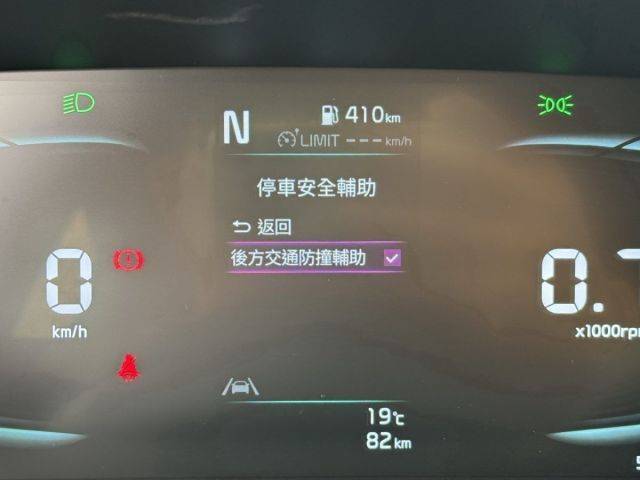 N
410km
LIMIT ---km/h
停車安全輔助
返回
後方交通防撞輔助
0
km/h
0.
x1000rpm
19℃
82km